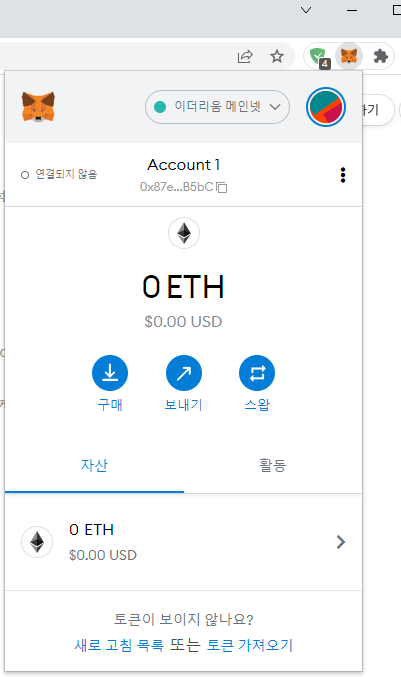 4
이더리움 메인넷
가기
연결되지 않음
Account 1
0x87e...B5bC
0 ETH
$0.00 USD
구매 보내기 스왑
자산 활동
0 ETH
$0.00 USD
토큰이 보이지 않나요?
새로 고침 목록 또는 토큰 가져오기